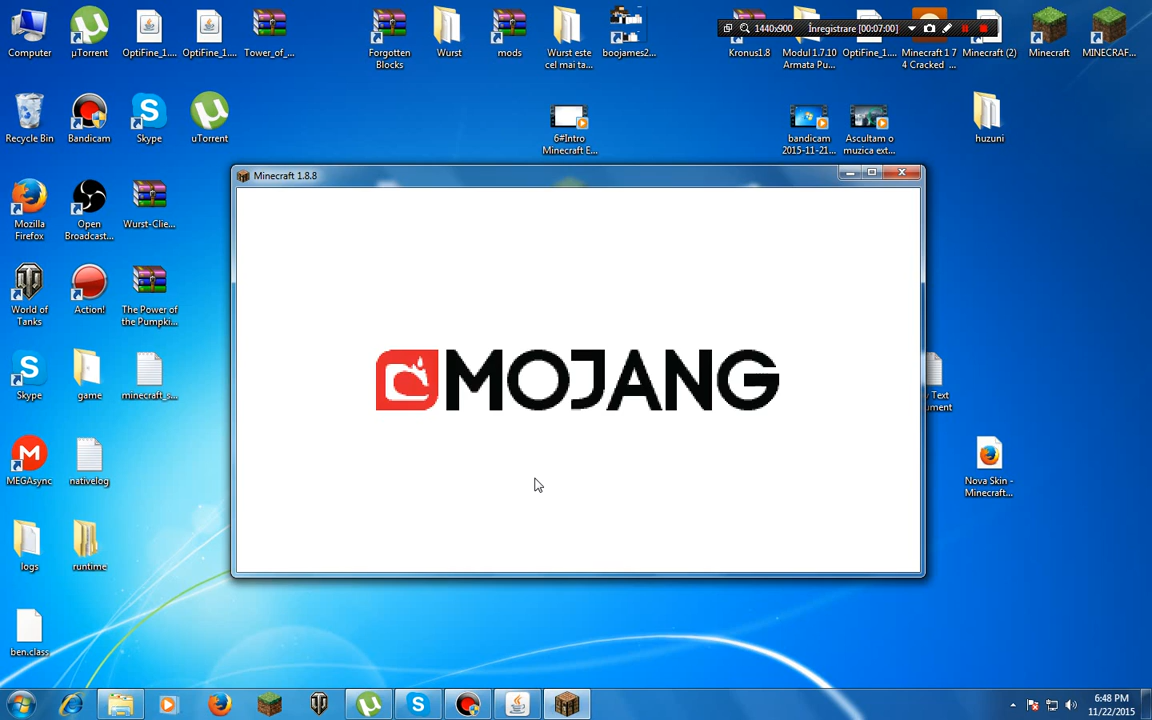 1440x900 Înregistrare [00:07:00]
Computer
µTorrent
OptiFine_1....
OptiFine_1....
Tower_of_...
Forgotten
Blocks
Wurst
mods
Wurst este
cel mai ta...
boojames2...
Kronus1.8
Modul 1.7.10
Armata Pu...
OptiFine_1....
Minecraft 1 7
4 Cracked ...
Minecraft (2)
Minecraft
MINECRAF...
Recycle Bin
Bandicam
Skype
uTorrent
6#Intro
Minecraft E...
bandicam
2015-11-21...
Ascultam o
muzica ext...
huzuni
Minecraft 1.8.8
Mozilla
Firefox
Open
Broadcast...
Wurst-Clie...
World of
Tanks
Action!
The Power of
the Pumpki...
MOJANG
Skype
game
minecraft_s...
Text
MEGAsync
nativelog
Nova Skin -
Minecraft...
logs
runtime
ben.class
6:48 PM
11/22/2015